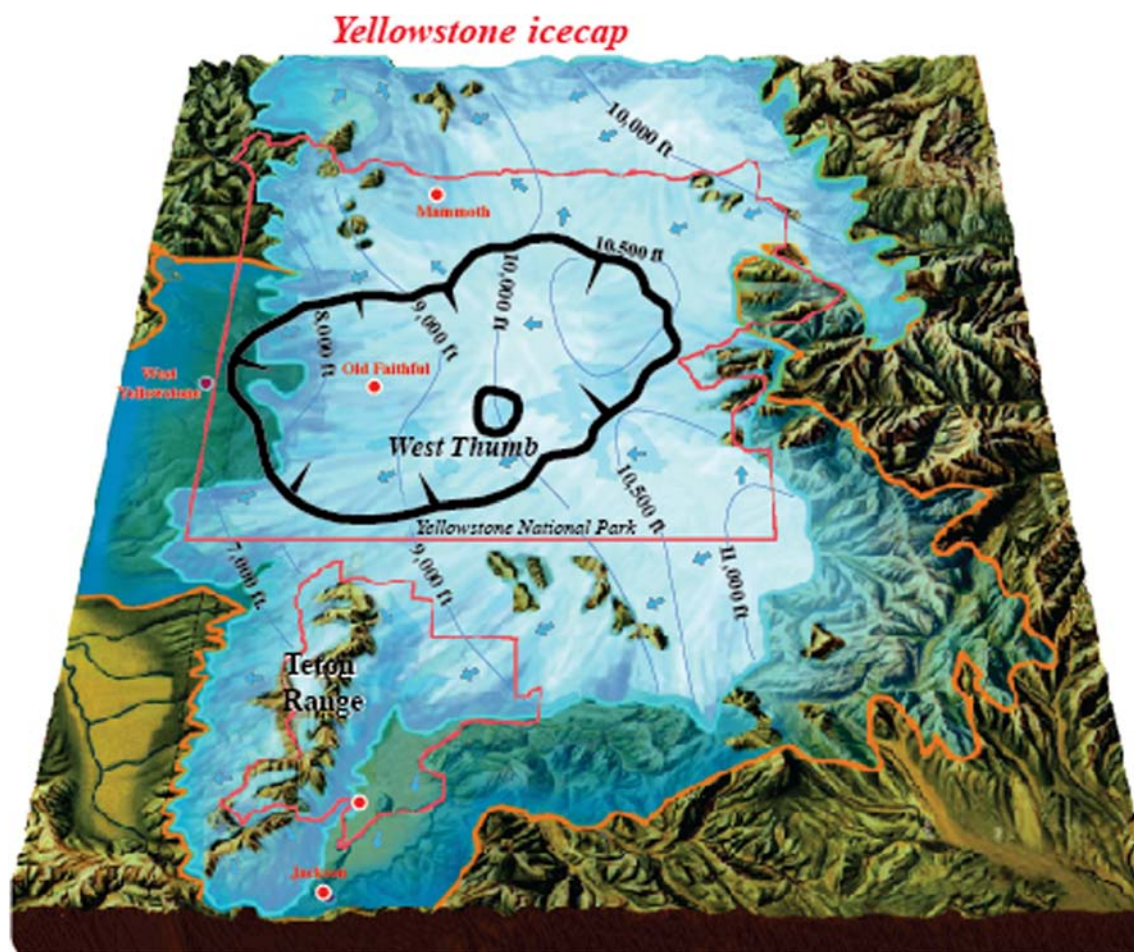 Yellowstone icecap
10,000 ft
Mammoth
10,500 ft
10,000 ft
9,000 ft
8,000 ft
West
Yellowstone
Old Faithful
West Thumb
10,500 ft
Yellowstone National Park
11,000 ft
7,000 ft.
9,000 ft
Teton
Range
Jackson